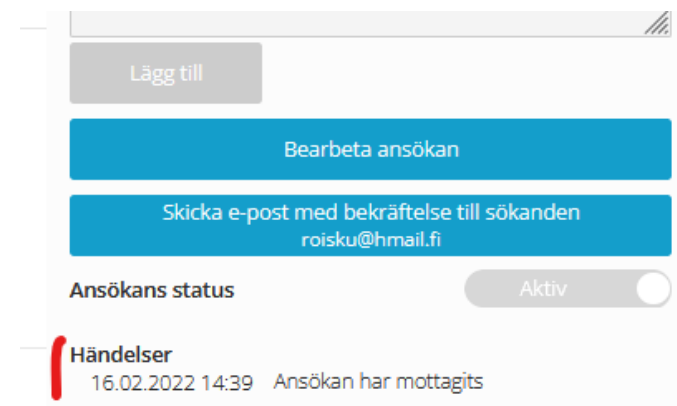 Lägg till
Bearbeta ansökan
Skicka e-post med bekräftelse till sökanden
roisku@hmail.fi
Ansökans status Aktiv
Händelser
16.02.2022 14:39 Ansökan har mottagits